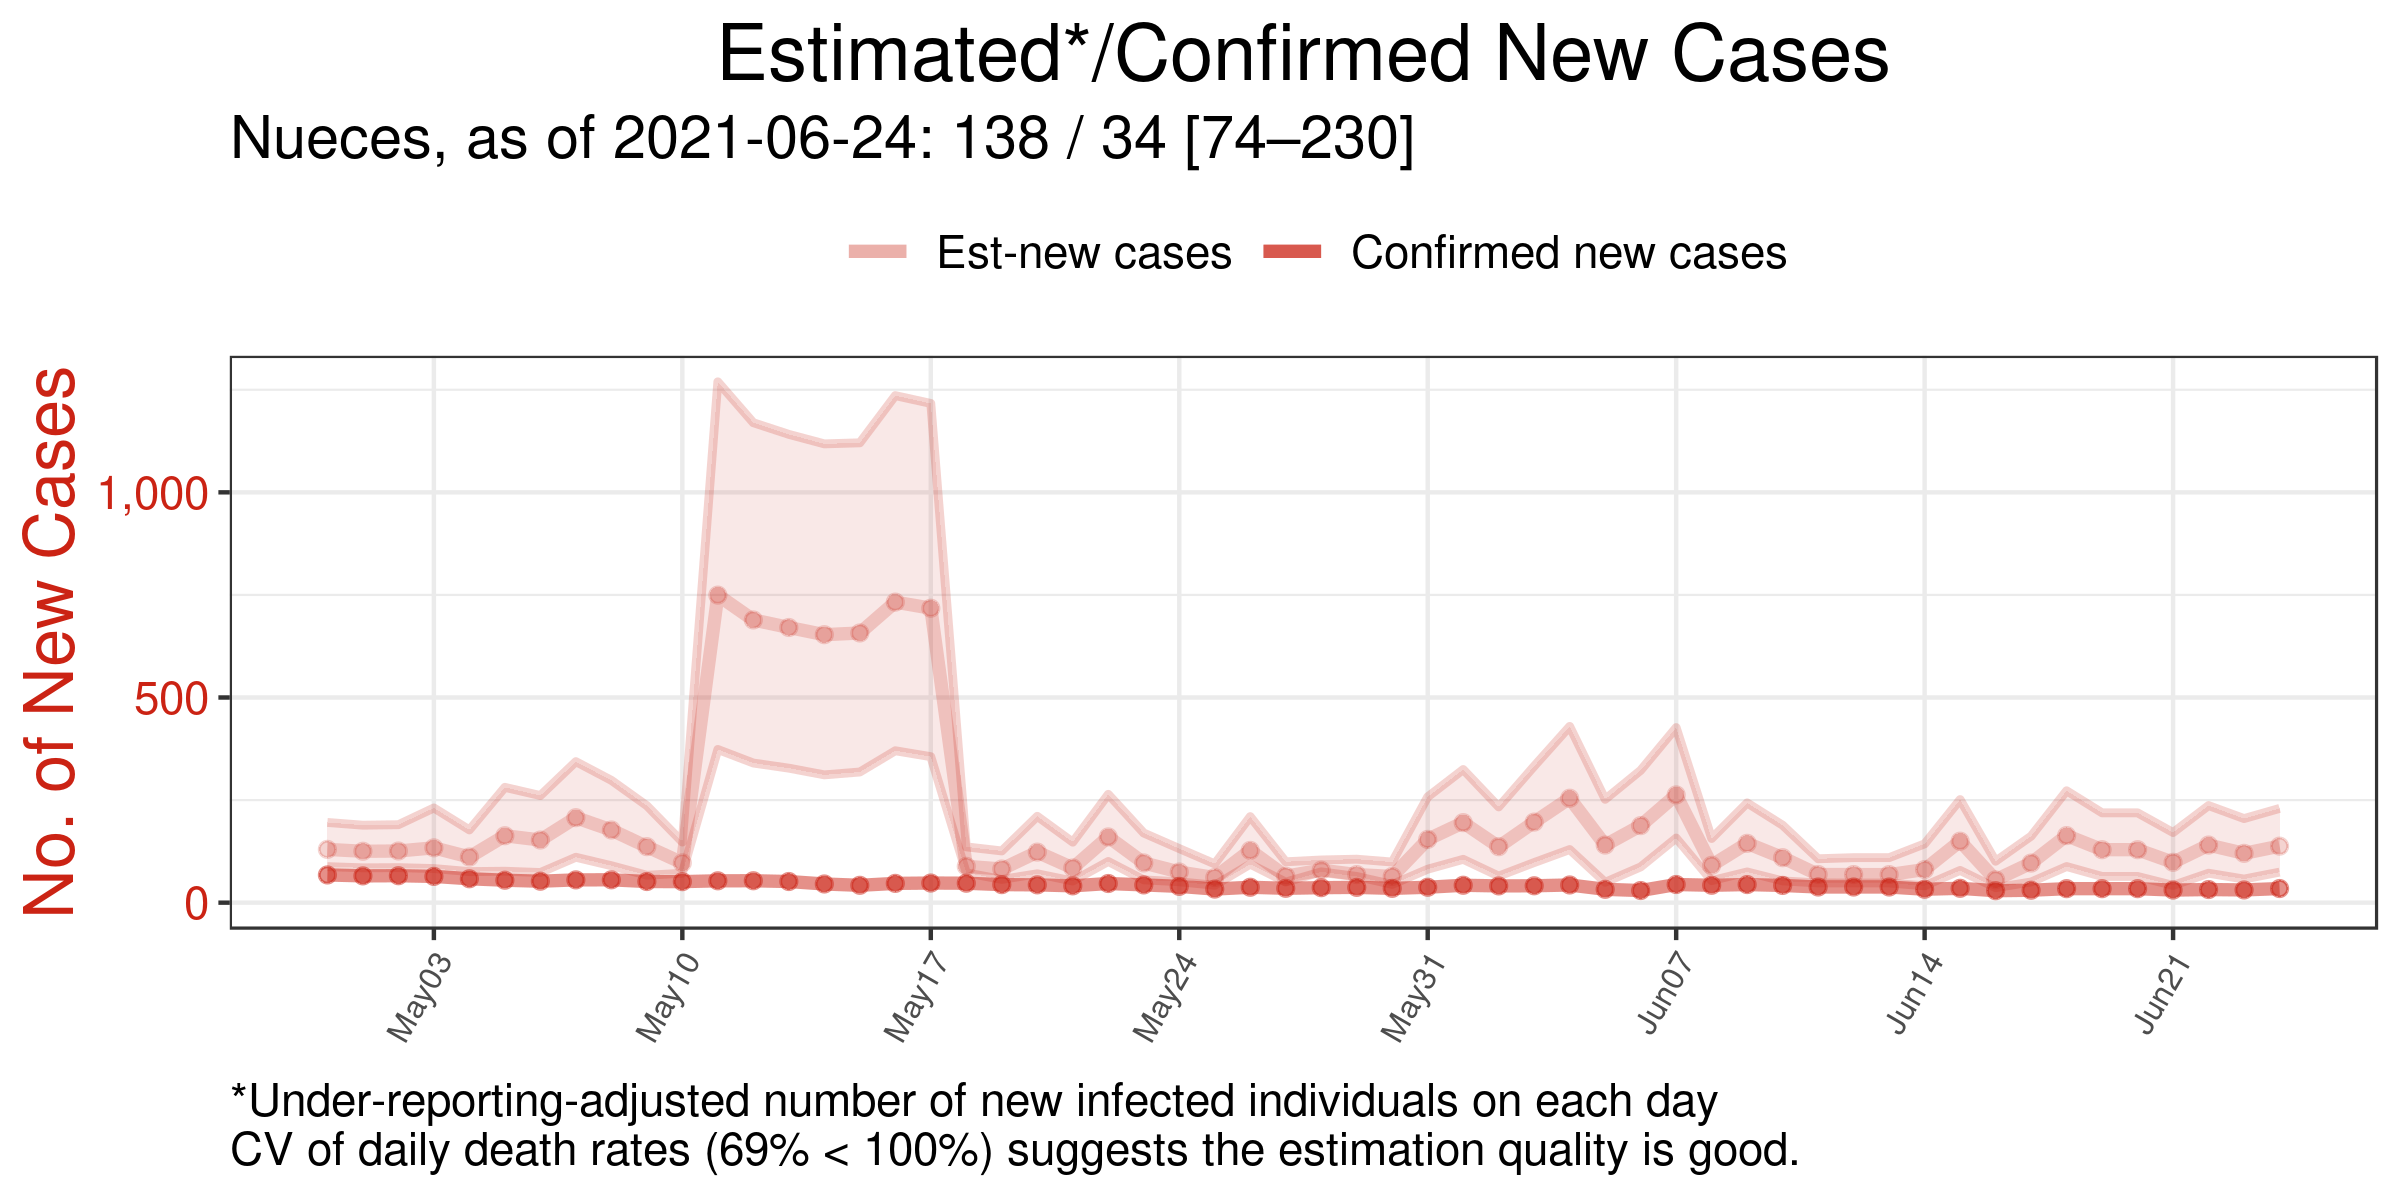 Estimated*/Confirmed New Cases
Nueces, as of 2021-06-24: 138 / 34 [74–230]
Est-new cases Confirmed new cases
No. of New Cases
1,000
500
0
May03 May10 May17 May24 May31 Jun07 Jun14 Jun21
*Under-reporting-adjusted number of new infected individuals on each day
CV of daily death rates (69% < 100%) suggests the estimation quality is good.